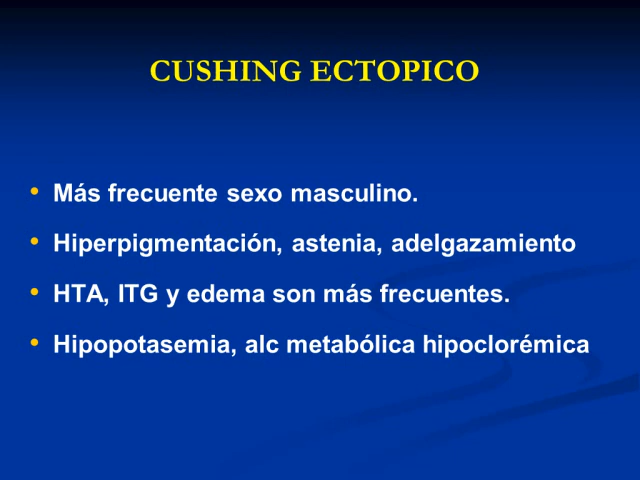 CUSHING ECTOPICO
• Más frecuente sexo masculino.
• Hiperpigmentación, astenia, adelgazamiento
• HTA, ITG y edema son más frecuentes.
• Hipopotasemia, alc metabólica hipoclorémica